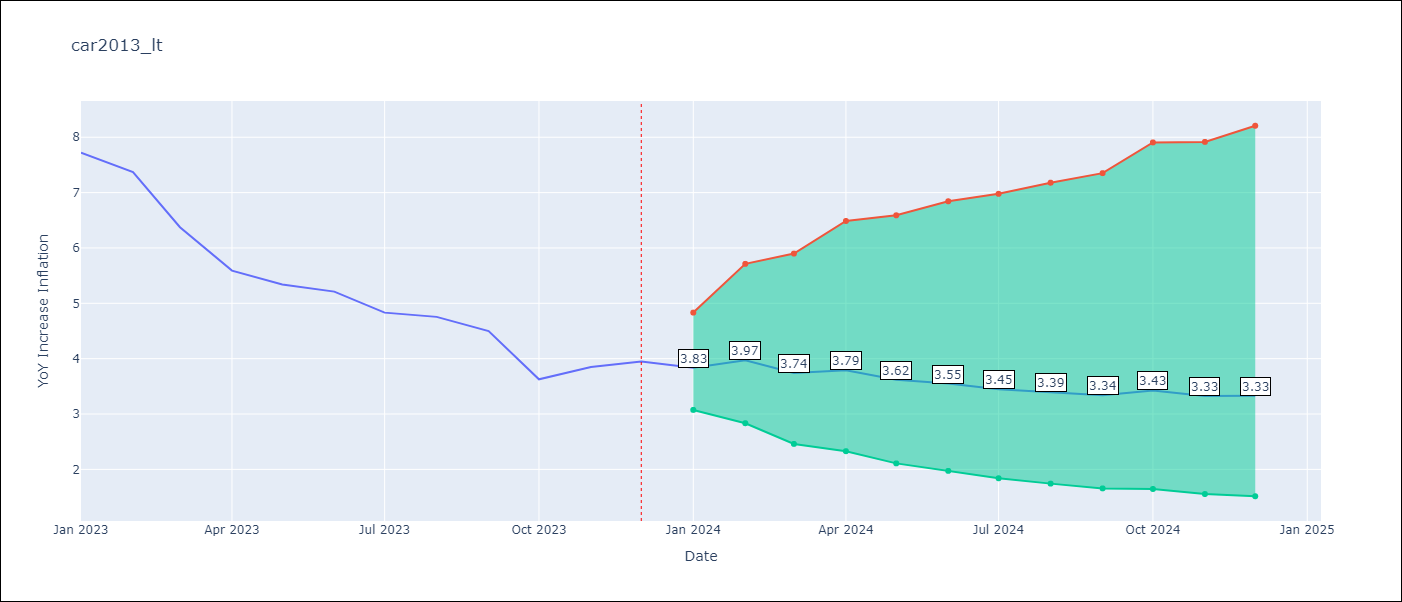 car2013_lt
YoY Increase Inflation
8
7
6
5
4
3
2
3.83
3.97
3.74
3.79
3.62
3.55
3.45
3.39
3.34
3.43
3.33
3.33
Jan 2023
Apr 2023
Jul 2023
Oct 2023
Jan 2024
Apr 2024
Jul 2024
Oct 2024
Jan 2025
Date